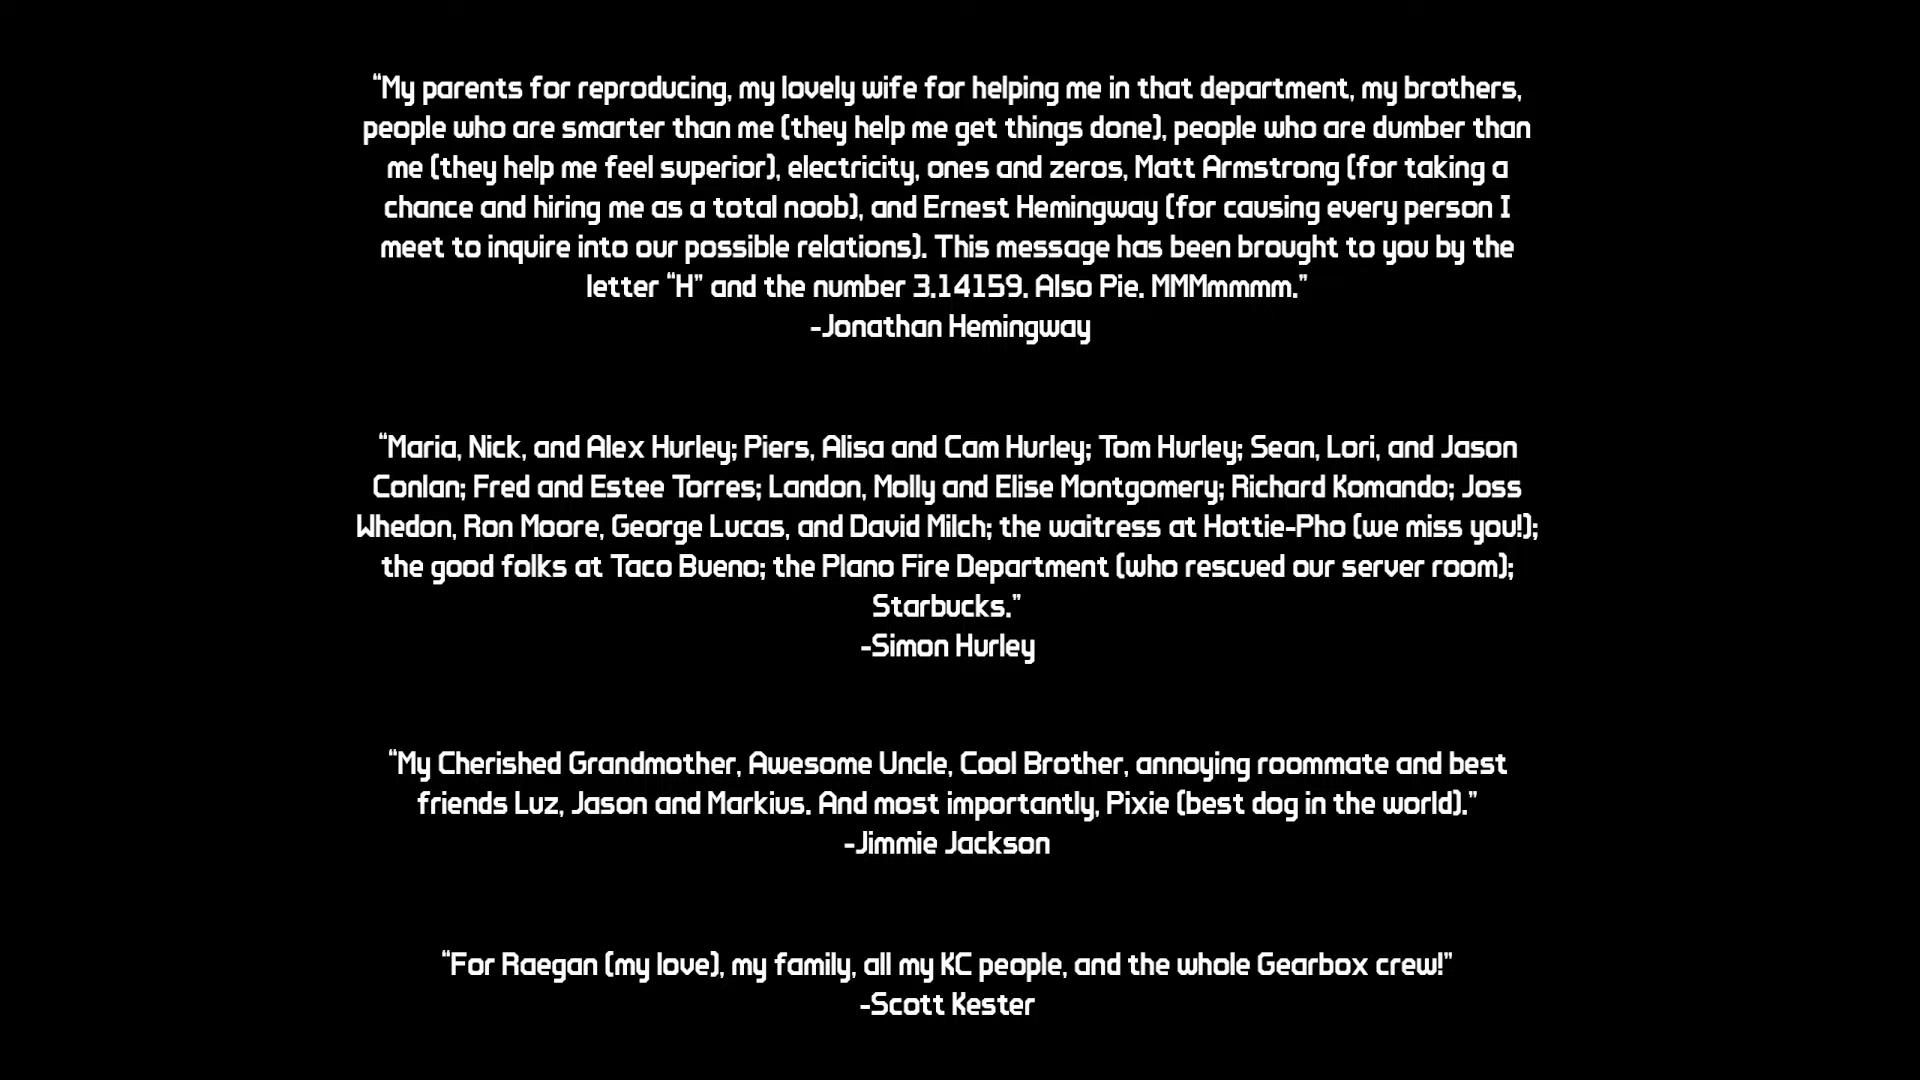 “My parents for reproducing, my lovely wife for helping me in that department, my brothers,
people who are smarter than me (they help me get things done), people who are dumber than
me (they help me feel superior), electricity, ones and zeros, Matt Armstrong (for taking a
chance and hiring me as a total noob), and Ernest Hemingway (for causing every person I
meet to inquire into our possible relations). This message has been brought to you by the
letter “H” and the number 3.14159. Also Pie. MMMmmmm.”
-Jonathan Hemingway
“Maria, Nick, and Alex Hurley; Piers, Alisa and Cam Hurley; Tom Hurley; Sean, Lori, and Jason
Conlan; Fred and Estee Torres; Landon, Molly and Elise Montgomery; Richard Komando; Joss
Whedon, Ron Moore, George Lucas, and David Milch; the waitress at Hottie-Pho (we miss you!);
the good folks at Taco Bueno; the Plano Fire Department (who rescued our server room);
Starbucks.”
-Simon Hurley
“My Cherished Grandmother, Awesome Uncle, Cool Brother, annoying roommate and best
friends Luz, Jason and Markius. And most importantly, Pixie (best dog in the world).”
-Jimmie Jackson
“For Raegan (my love), my family, all my KC people, and the whole Gearbox crew!”
-Scott Kester